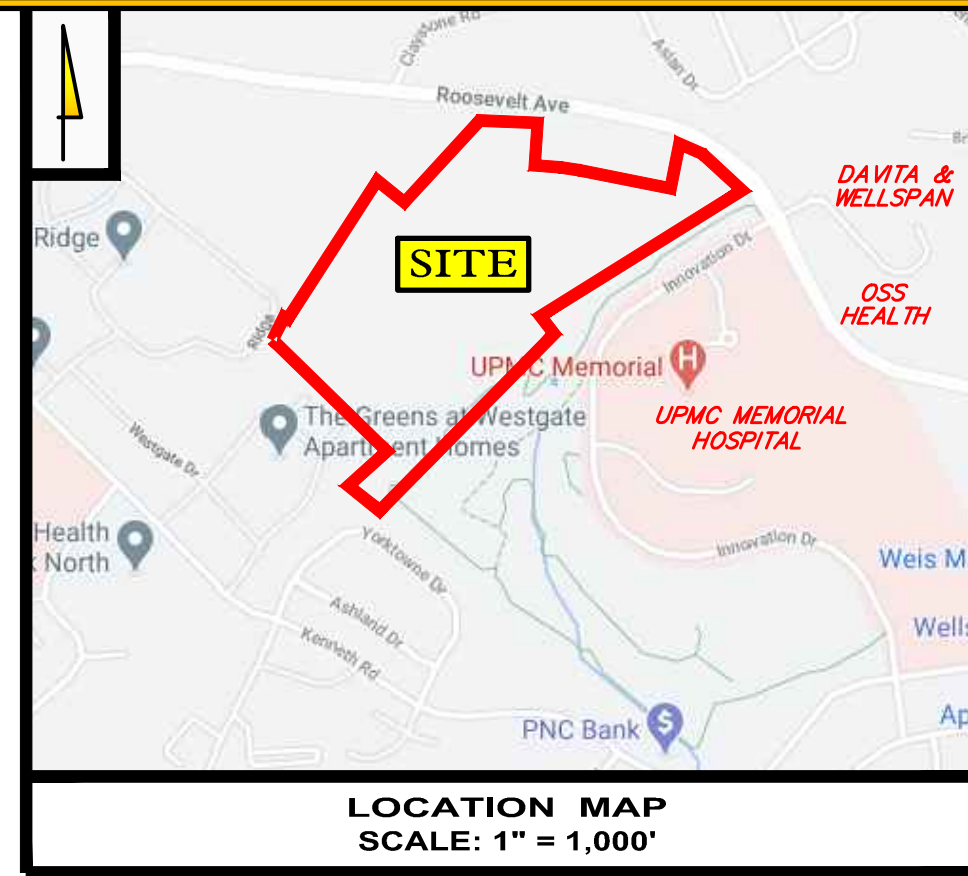 Claystone Rd
Aslan Dr
Roosevelt Ave
DAVITA &
WELLSPAN
Ridge
SITE
Innovation Dr
OSS
HEALTH
Ridge
UPMC Memorial
H
The Greens at Westgate
Apartment Homes
UPMC MEMORIAL
HOSPITAL
Westgate Dr
Health
North
Yorktowne Dr
Innovation Dr
Weis M
Wells
Ashland Dr
Kenneth Rd
PNC Bank
$
Ap
LOCATION MAP
SCALE: 1" = 1,000'